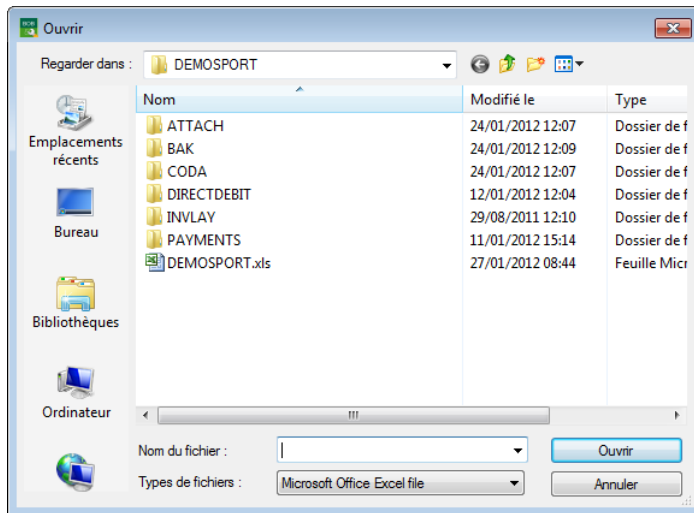 BOB
Ouvrir
Regarder dans :
DEMOSPORT
Nom
Modifié le
Type
ATTACH
24/01/2012 12:07
Dossier de f
BAK
24/01/2012 12:09
Dossier de f
CODA
24/01/2012 12:07
Dossier de f
DIRECTDEBIT
12/01/2012 12:04
Dossier de f
INVLAY
29/08/2011 12:10
Dossier de f
PAYMENTS
11/01/2012 15:14
Dossier de f
DEMOSPORT.xls
27/01/2012 08:44
Feuille Micr
Emplacements
récents
Bureau
Bibliothèques
Ordinateur
Nom du fichier :
Ouvrir
Types de fichiers :
Microsoft Office Excel file
Annuler